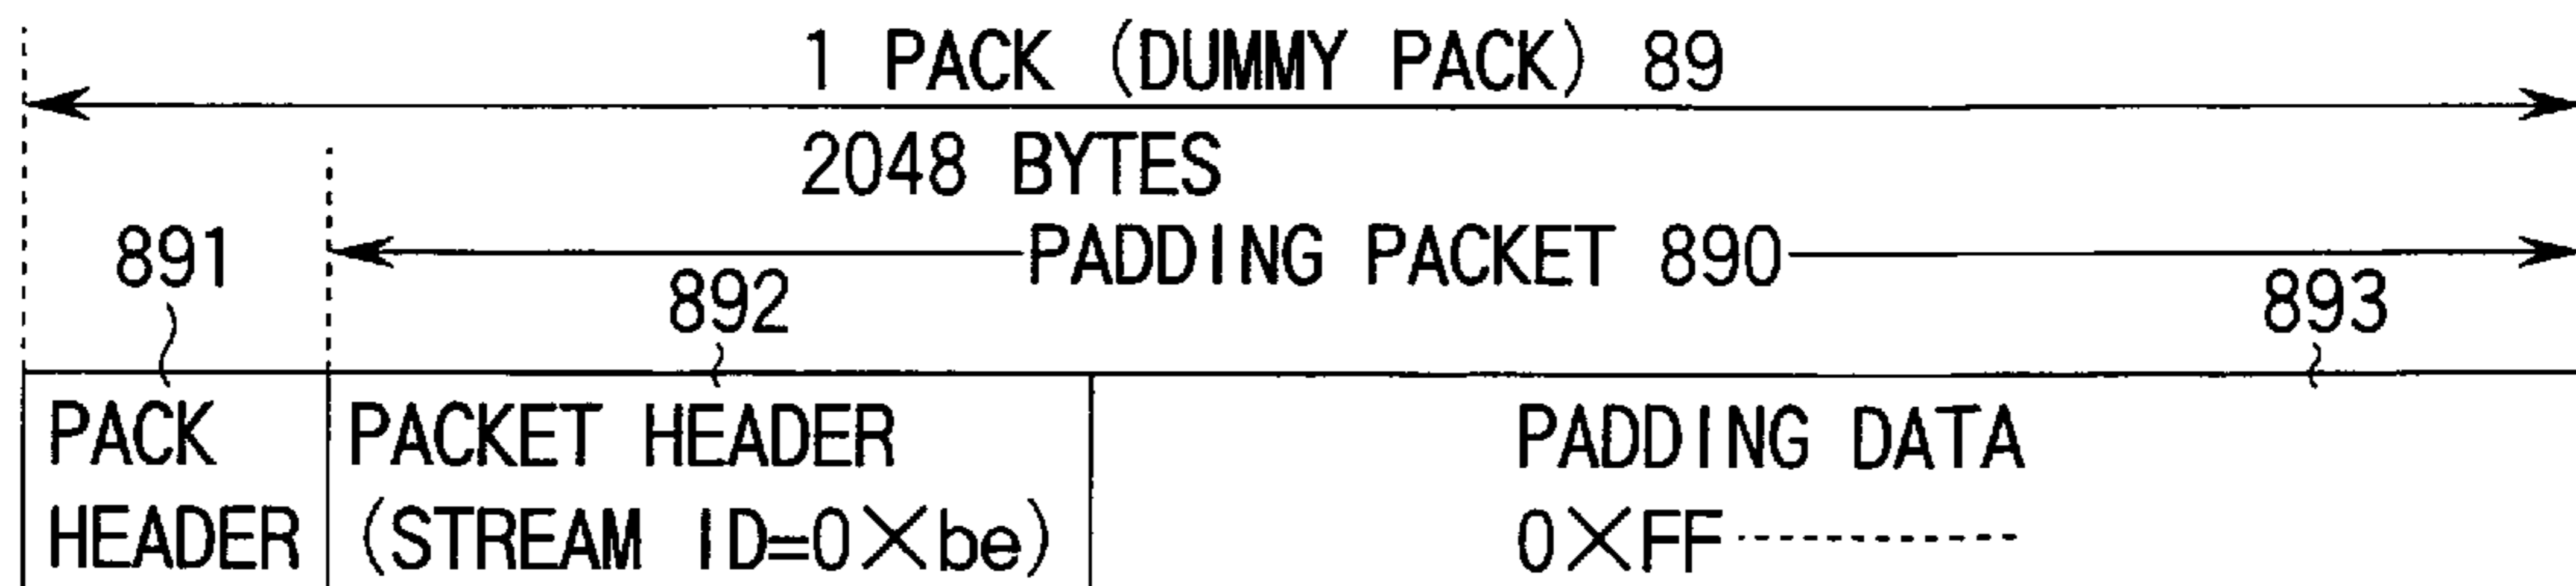 1 PACK (DUMMY PACK) 89
2048 BYTES
891
PADDING PACKET 890
892
893
PACK HEADER
PACKET HEADER
(STREAM ID=0×be)
PADDING DATA
0×FF----------